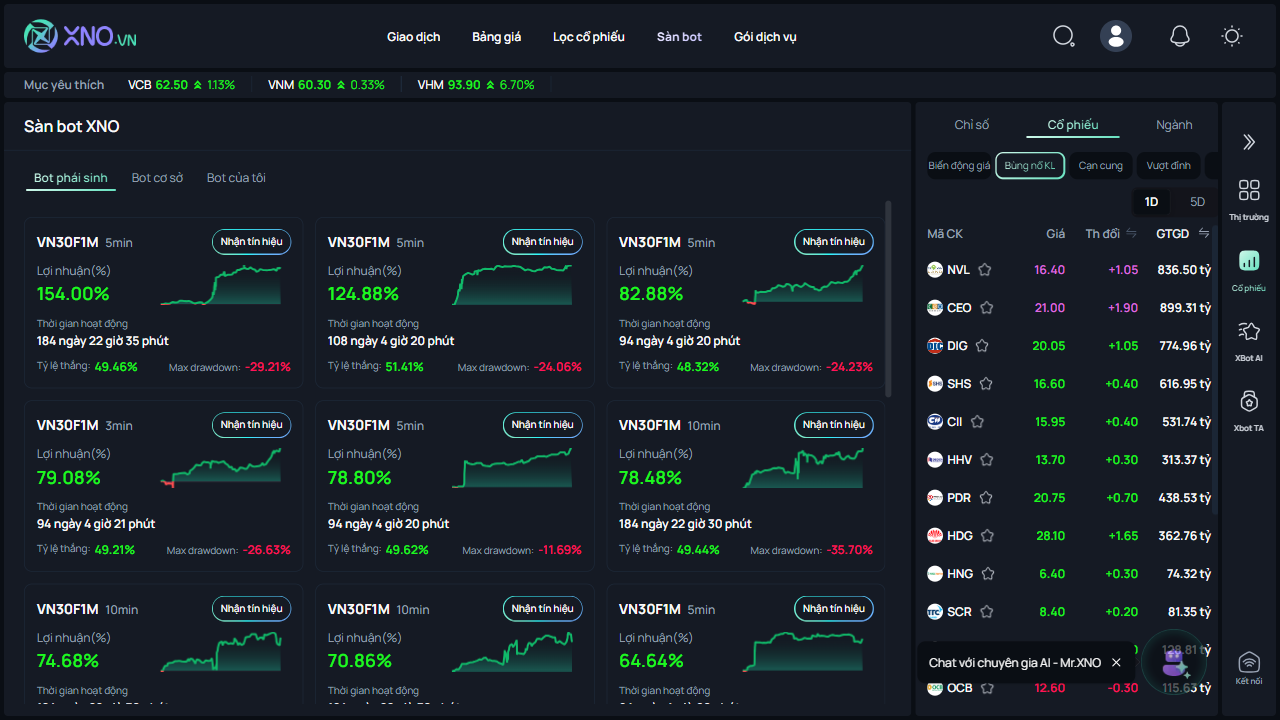 XNO.VN
Giao dịch
Bảng giá
Lọc cổ phiếu
Sàn bot
Gói dịch vụ
Mục yêu thích
VCB 62.50 1.13%
VNM 60.30 0.33%
VHM 93.90 6.70%
Sàn bot XNO
Bot phái sinh
Bot cơ sở
Bot của tôi
VN30F1M 5min
Nhận tín hiệu
Lợi nhuận(%)
154.00%
Thời gian hoạt động
184 ngày 22 giờ 35 phút
Tỷ lệ thắng: 49.46%
Max drawdown: -29.21%
VN30F1M 5min
Nhận tín hiệu
Lợi nhuận(%)
124.88%
Thời gian hoạt động
108 ngày 4 giờ 20 phút
Tỷ lệ thắng: 51.41%
Max drawdown: -24.06%
VN30F1M 5min
Nhận tín hiệu
Lợi nhuận(%)
82.88%
Thời gian hoạt động
94 ngày 4 giờ 20 phút
Tỷ lệ thắng: 48.32%
Max drawdown: -24.23%
VN30F1M 3min
Nhận tín hiệu
Lợi nhuận(%)
79.08%
Thời gian hoạt động
94 ngày 4 giờ 21 phút
Tỷ lệ thắng: 49.21%
Max drawdown: -26.63%
VN30F1M 5min
Nhận tín hiệu
Lợi nhuận(%)
78.80%
Thời gian hoạt động
94 ngày 4 giờ 20 phút
Tỷ lệ thắng: 49.62%
Max drawdown: -11.69%
VN30F1M 10min
Nhận tín hiệu
Lợi nhuận(%)
78.48%
Thời gian hoạt động
184 ngày 22 giờ 30 phút
Tỷ lệ thắng: 49.44%
Max drawdown: -35.70%
VN30F1M 10min
Nhận tín hiệu
Lợi nhuận(%)
74.68%
Thời gian hoạt động
VN30F1M 10min
Nhận tín hiệu
Lợi nhuận(%)
70.86%
Thời gian hoạt động
VN30F1M 5min
Nhận tín hiệu
Lợi nhuận(%)
64.64%
Thời gian hoạt động
Chỉ số
Cổ phiếu
Ngành
Biến động giá
Bùng nổ KL
Cạn cung
Vượt đỉnh
1D
5D
Mã CK Giá Th đổi GTGD
NVL 16.40 +1.05 836.50 tỷ
CEO 21.00 +1.90 899.31 tỷ
DIG 20.05 +1.05 774.96 tỷ
SHS 16.60 +0.40 616.95 tỷ
CII 15.95 +0.40 531.74 tỷ
HHV 13.70 +0.30 313.37 tỷ
PDR 20.75 +0.70 438.53 tỷ
HDG 28.10 +1.65 362.76 tỷ
HNG 6.40 +0.30 74.32 tỷ
SCR 8.40 +0.20 81.35 tỷ
128.81 tỷ
OCB 12.60 -0.30 115.63 tỷ
Chat với chuyên gia AI - Mr.XNO
Thị trường
Cổ phiếu
XBot AI
Xbot TA
Kết nối